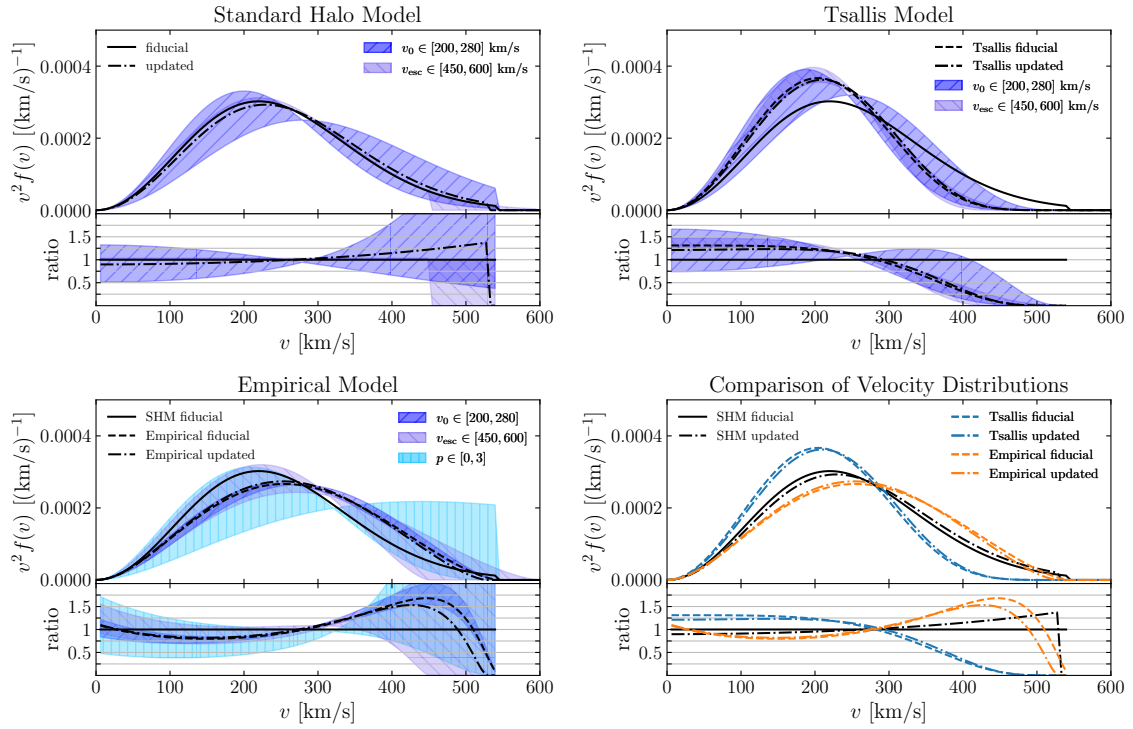 Standard Halo Model
v² f(v) [(km/s)⁻¹]
0.0004
0.0002
0.0000
fiducial
updated
v₀ ∈ [200, 280] km/s
v_esc ∈ [450, 600] km/s
ratio
1.5
1
0.5
0 100 200 300 400 500 600
v [km/s]
Tsallis Model
v² f(v) [(km/s)⁻¹]
0.0004
0.0002
0.0000
Tsallis fiducial
Tsallis updated
v₀ ∈ [200, 280] km/s
v_esc ∈ [450, 600] km/s
ratio
1.5
1
0.5
0 100 200 300 400 500 600
v [km/s]
Empirical Model
v² f(v) [(km/s)⁻¹]
0.0004
0.0002
0.0000
SHM fiducial
Empirical fiducial
Empirical updated
v₀ ∈ [200, 280]
v_esc ∈ [450, 600]
p ∈ [0, 3]
ratio
1.5
1
0.5
0 100 200 300 400 500 600
v [km/s]
Comparison of Velocity Distributions
v² f(v) [(km/s)⁻¹]
0.0004
0.0002
0.0000
SHM fiducial
SHM updated
Tsallis fiducial
Tsallis updated
Empirical fiducial
Empirical updated
ratio
1.5
1
0.5
0 100 200 300 400 500 600
v [km/s]